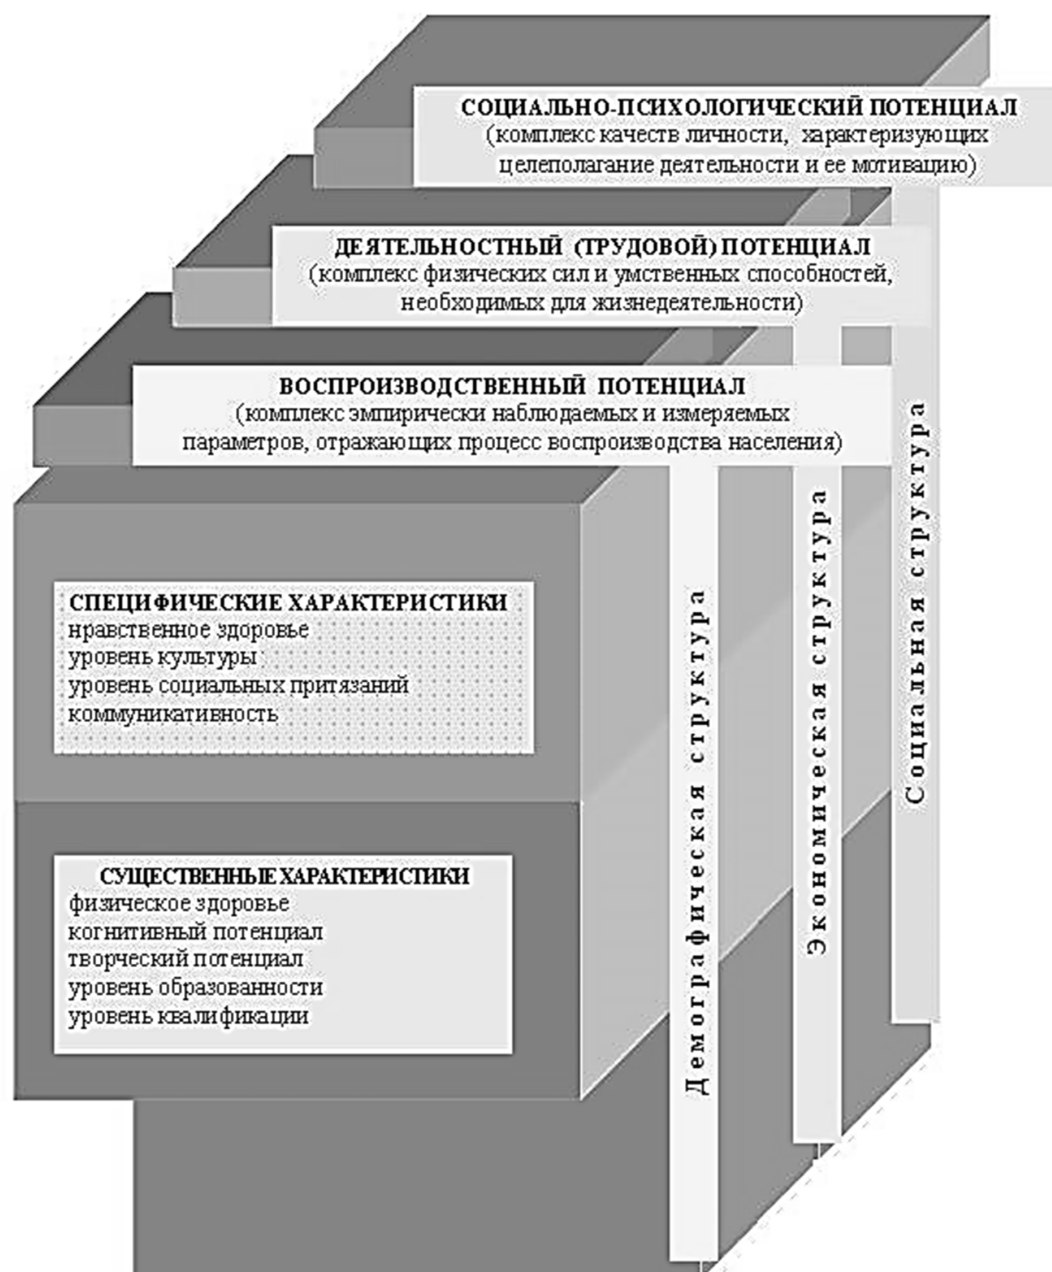 СОЦИАЛЬНО-ПСИХОЛОГИЧЕСКИЙ ПОТЕНЦИАЛ
(комплекс качеств личности, характеризующих
целеполагание деятельности и ее мотивацию)
ДЕЯТЕЛЬНОСТНЫЙ (ТРУДОВОЙ) ПОТЕНЦИАЛ
(комплекс физических сил и умственных способностей,
необходимых для жизнедеятельности)
ВОСПРОИЗВОДСТВЕННЫЙ ПОТЕНЦИАЛ
(комплекс эмпирически наблюдаемых и измеряемых
параметров, отражающих процесс воспроизводства населения)
СПЕЦИФИЧЕСКИЕ ХАРАКТЕРИСТИКИ
нравственное здоровье
уровень культуры
уровень социальных притязаний
коммуникативность
СУЩЕСТВЕННЫЕ ХАРАКТЕРИСТИКИ
физическое здоровье
когнитивный потенциал
творческий потенциал
уровень образованности
уровень квалификации
Демографическая структура
Экономическая структура
Социальная структура